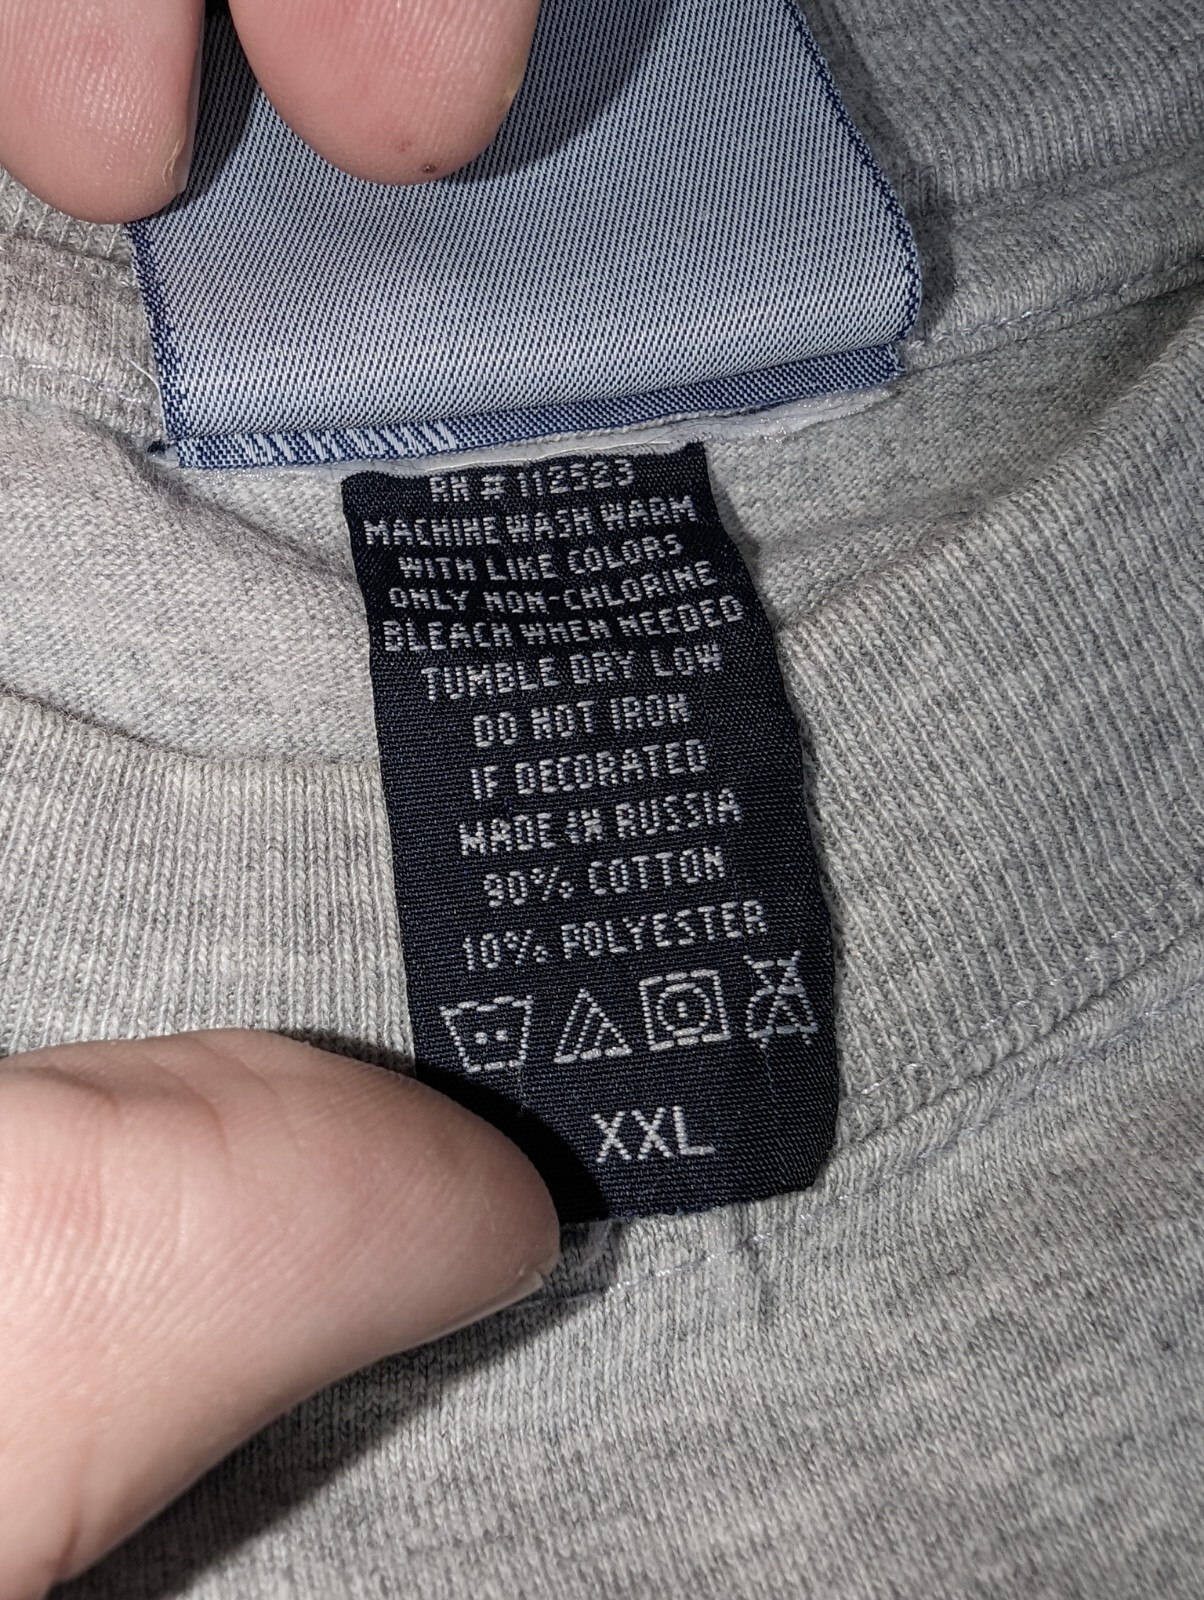 RN # 112523
MACHINE WASH WARM
WITH LIKE COLORS
ONLY NON-CHLORINE
BLEACH WHEN NEEDED
TUMBLE DRY LOW
DO NOT IRON
IF DECORATED
MADE IN RUSSIA
90% COTTON
10% POLYESTER
XXL